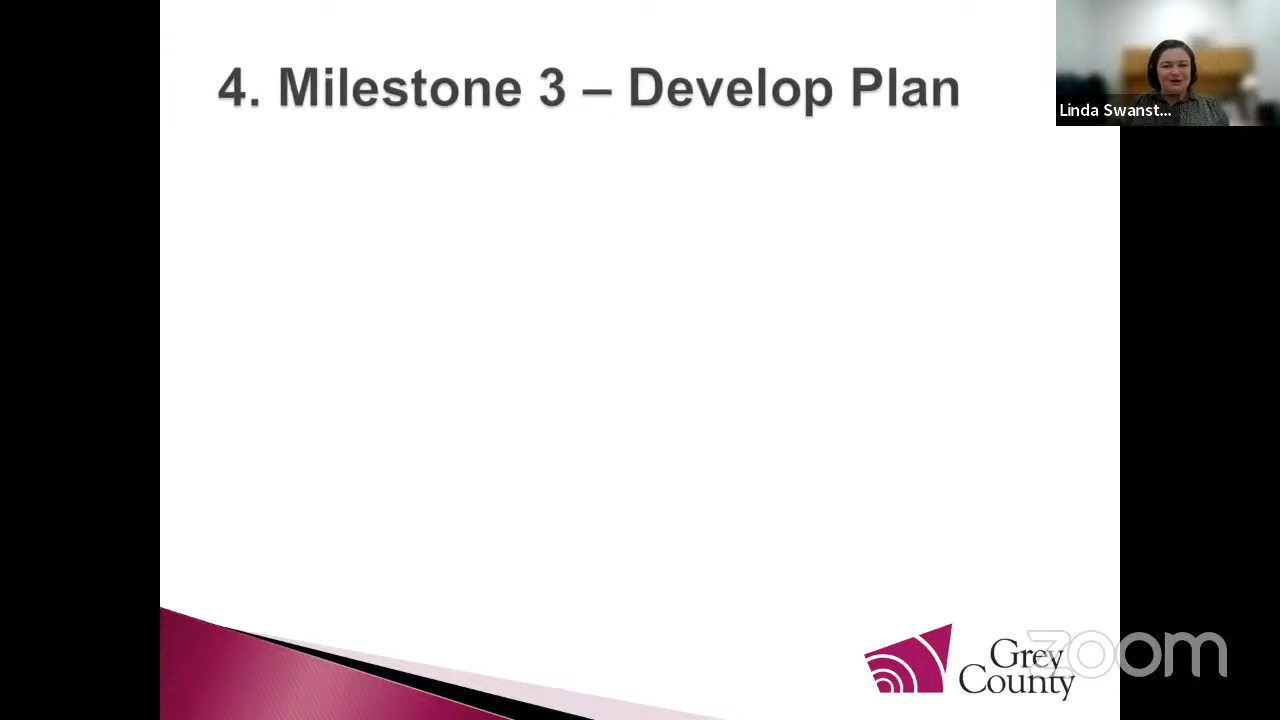 4. Milestone 3 – Develop Plan
Linda Swanst...
Grey
County
zoom